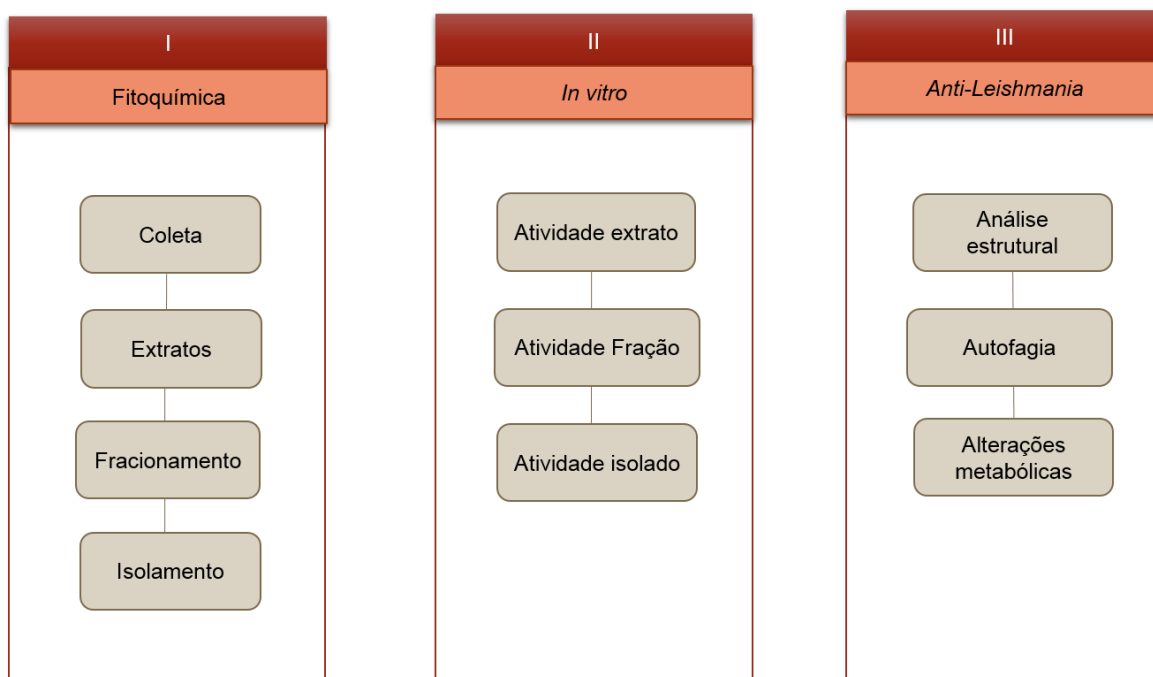 I
Fitoquímica
Coleta
Extratos
Fracionamento
Isolamento
II
In vitro
Atividade extrato
Atividade Fração
Atividade isolado
III
Anti-Leishmania
Análise
estrutural
Autofagia
Alterações
metabólicas